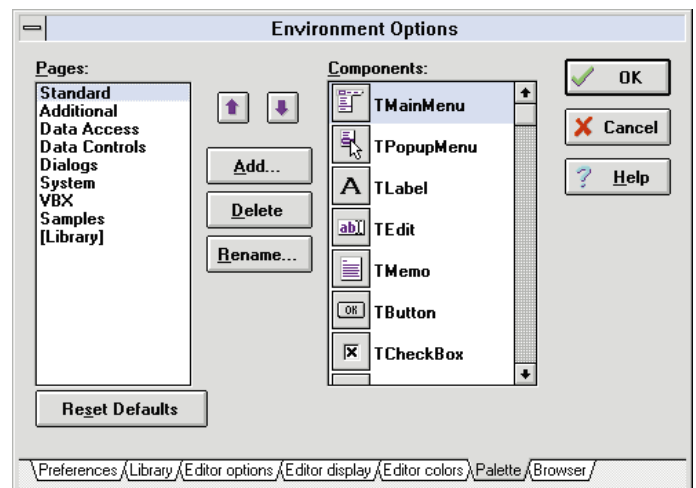 Environment Options
Pages:
Standard
Additional
Data Access
Data Controls
Dialogs
System
VBX
Samples
[Library]
Add...
Delete
Rename...
Components:
TMainMenu
TPopupMenu
A TLabel
ab TEdit
TMemo
OK TButton
TCheckBox
OK
Cancel
? Help
Reset Defaults
Preferences Library Editor options Editor display Editor colors Palette Browser